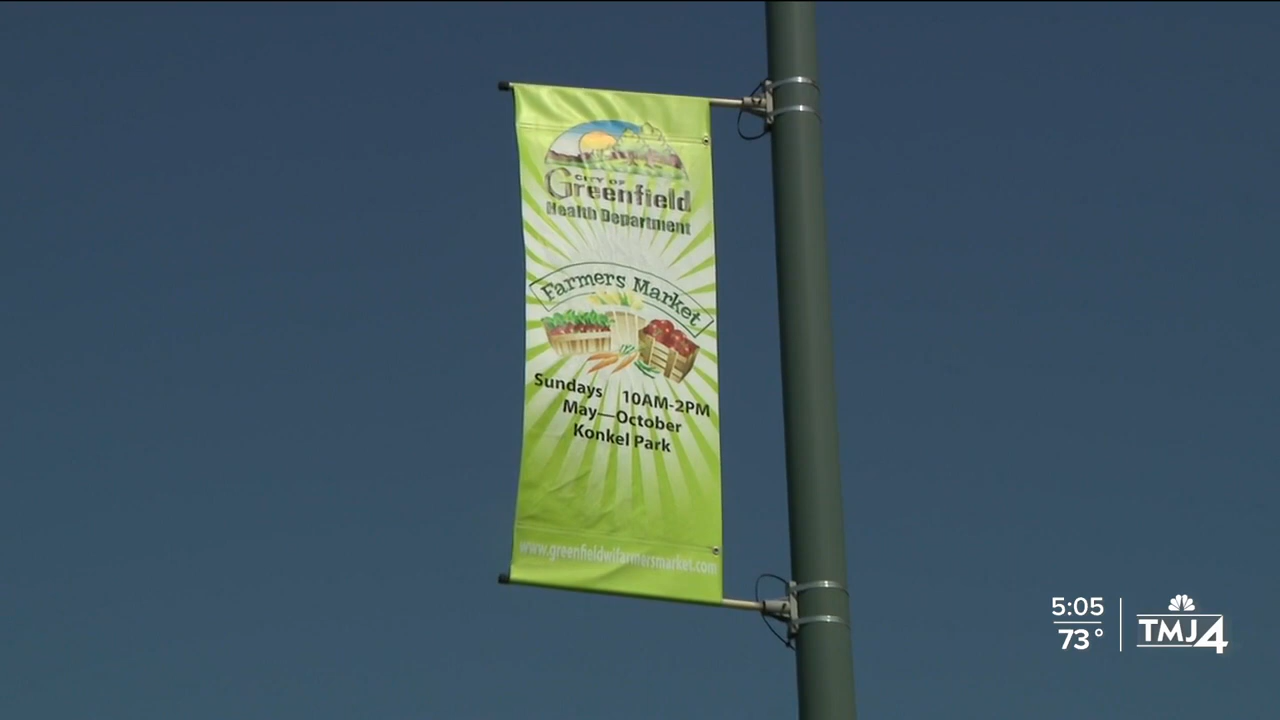 CITY OF
Greenfield
Health Department
Farmers Market
Sundays 10AM-2PM
May—October
Konkel Park
www.greenfieldwifarmersmarket.com
5:05
73°
TMJ4